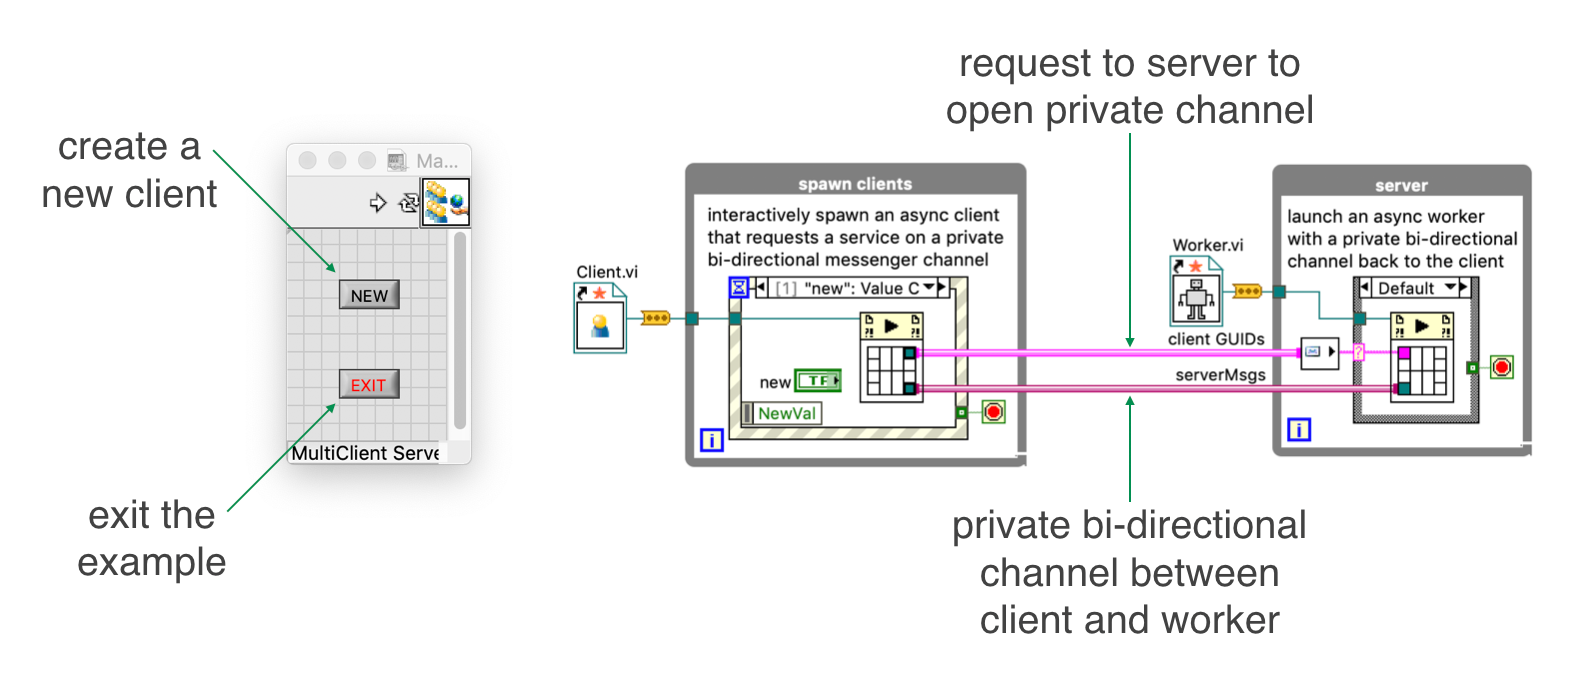 create a
new client
Ma...
NEW
EXIT
MultiClient Serve
exit the
example
request to server to
open private channel
spawn clients
interactively spawn an async client
that requests a service on a private
bi-directional messenger channel
Client.vi
[1] "new": Value C
new
TF
NewVal
i
server
launch an async worker
with a private bi-directional
channel back to the client
Worker.vi
Default
client GUIDs
?
serverMsgs
i
private bi-directional
channel between
client and worker